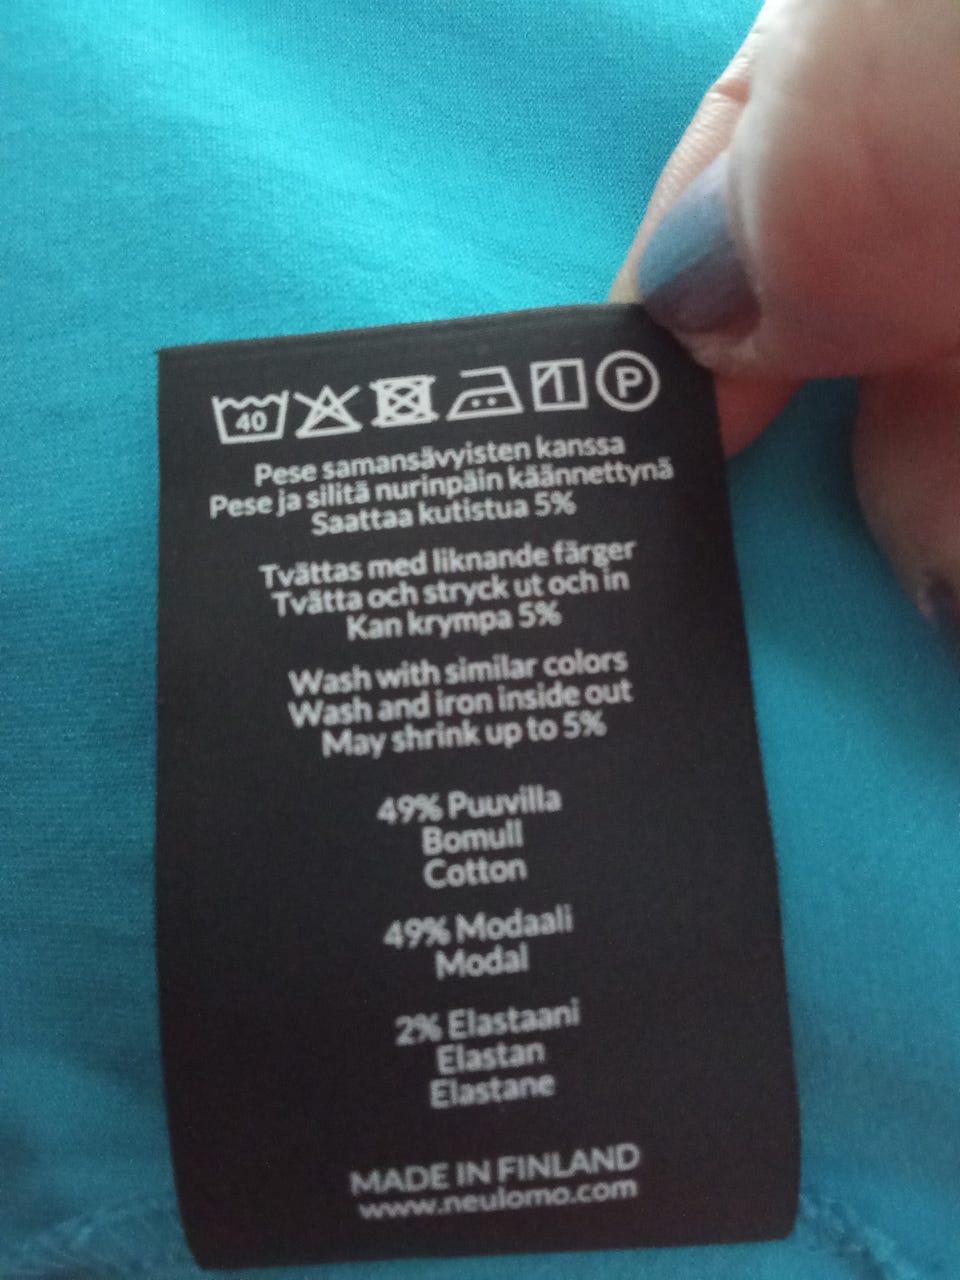 40 P
Pese samansävyisten kanssa
Pese ja silitä nurinpäin käännettynä
Saattaa kutistua 5%
Tvättas med liknande färger
Tvätta och stryck ut och in
Kan krympa 5%
Wash with similar colors
Wash and iron inside out
May shrink up to 5%
49% Puuvilla
Bomull
Cotton
49% Modaali
Modal
2% Elastaani
Elastan
Elastane
MADE IN FINLAND
www.neulomo.com